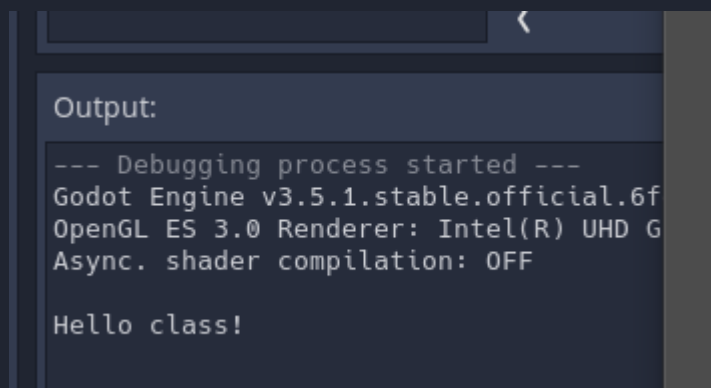 Output:
--- Debugging process started ---
Godot Engine v3.5.1.stable.official.6f
OpenGL ES 3.0 Renderer: Intel(R) UHD G
Async. shader compilation: OFF
Hello class!